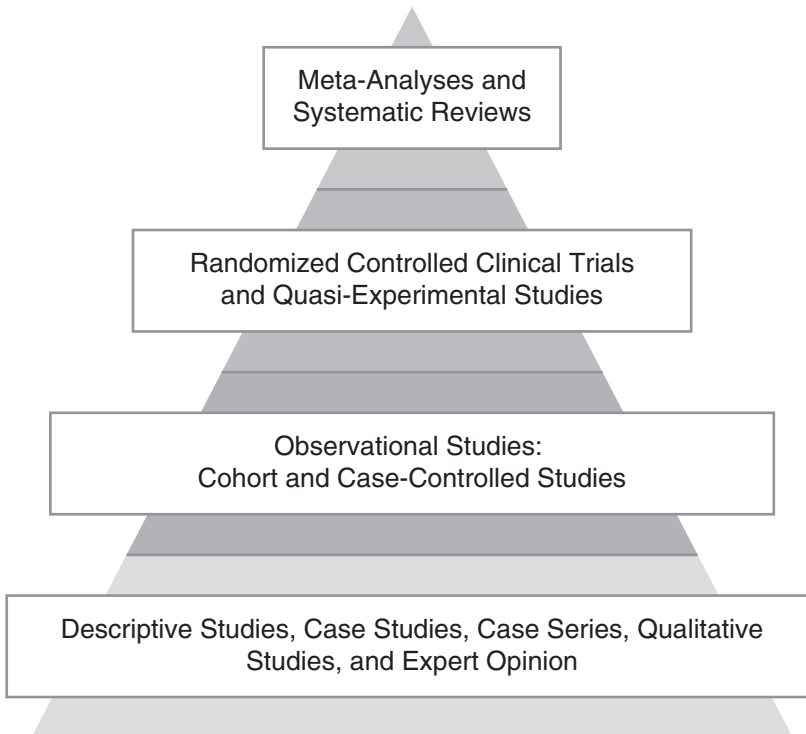 Meta-Analyses and
Systematic Reviews
Randomized Controlled Clinical Trials
and Quasi-Experimental Studies
Observational Studies:
Cohort and Case-Controlled Studies
Descriptive Studies, Case Studies, Case Series, Qualitative
Studies, and Expert Opinion